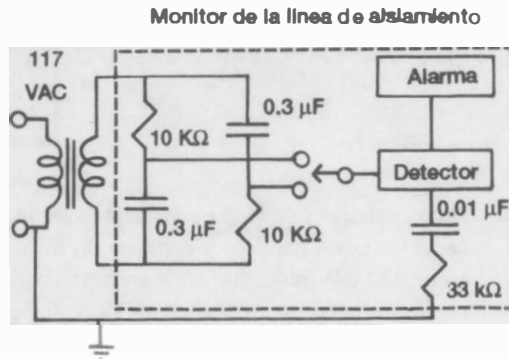 Monitor de la línea de aislamiento
117
VAC
Alarma
0.3 µF
10 KΩ
Detector
0.01 µF
0.3 µF
10 KΩ
33 kΩ